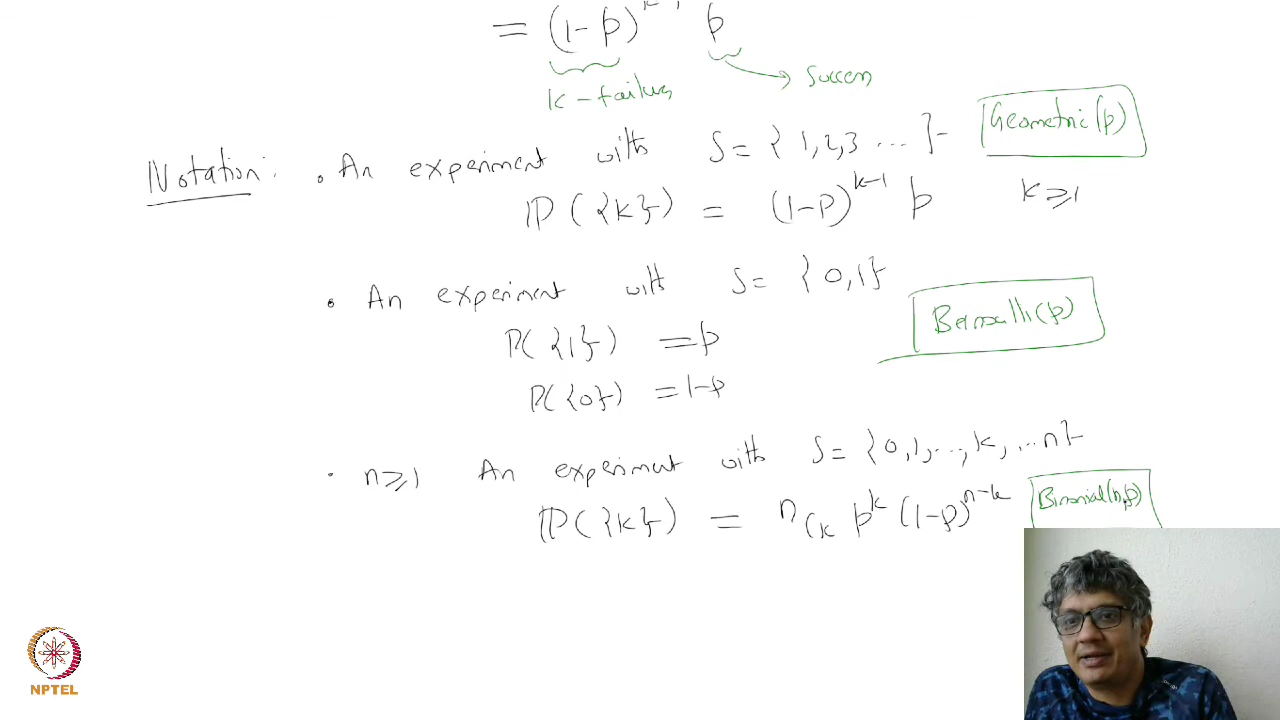 = (1-p)^{k-1} p
k-failures
success
Notation: • An experiment with S = {1,2,3 ...} Geometric(p)
P({k}) = (1-p)^{k-1} p k≥1
• An experiment with S = {0,1} Bernoulli(p)
P({1}) = p
P({0}) = 1-p
• n≥1 An experiment with S = {0,1,...,k,...n}
P({k}) = nCk p^k (1-p)^{n-k} Binomial(n,p)
NPTEL